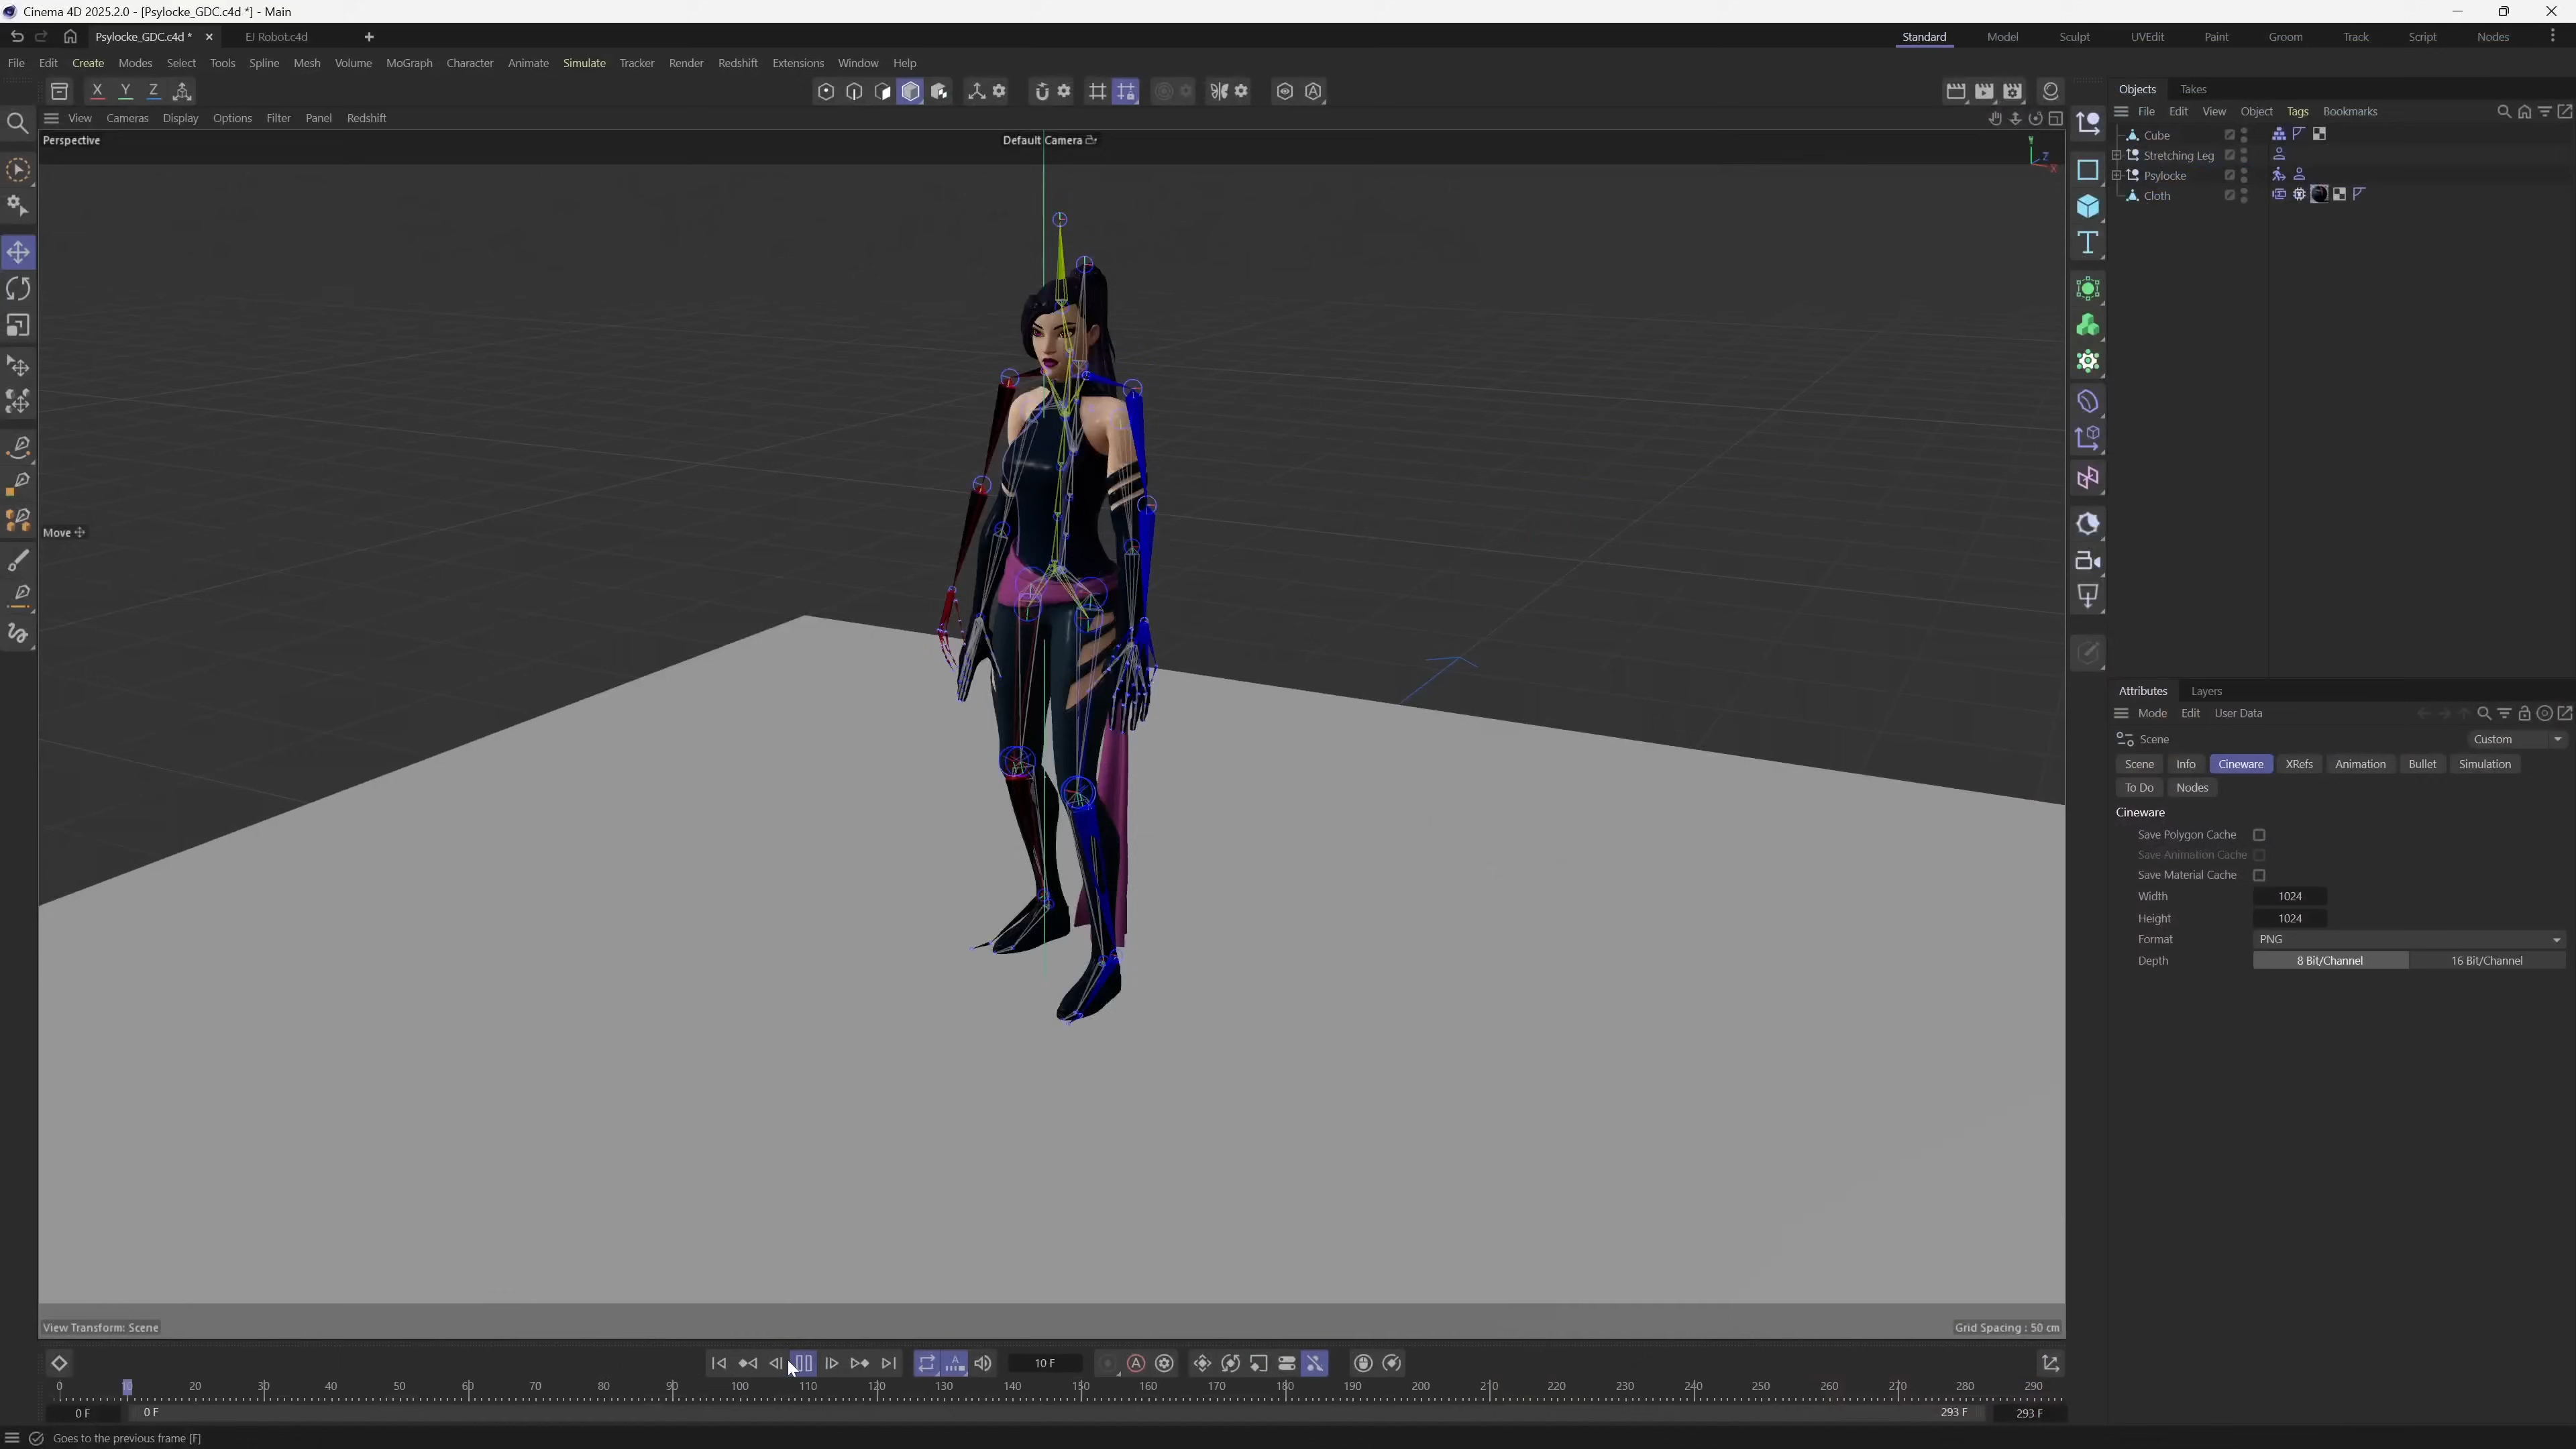 Cinema 4D 2025.2.0 - [Psylocke_GDC.c4d *] - Main
Psylocke_GDC.c4d *
EJ Robot.c4d
Standard Model Sculpt UVEdit Paint Groom Track Script Nodes
File Edit Create Modes Select Tools Spline Mesh Volume MoGraph Character Animate Simulate Tracker Render Redshift Extensions Window Help
X Y Z
View Cameras Display Options Filter Panel Redshift
Perspective
Default Camera
Y
Z
X
Move
View Transform: Scene
Grid Spacing : 50 cm
Objects Takes
File Edit View Object Tags Bookmarks
Cube
Stretching Leg
Psylocke
Cloth
Attributes Layers
Mode Edit User Data
Scene
Custom
Scene Info Cineware XRefs Animation Bullet Simulation
To Do Nodes
Cineware
Save Polygon Cache
Save Animation Cache
Save Material Cache
Width 1024
Height 1024
Format PNG
Depth 8 Bit/Channel 16 Bit/Channel
10 F
0 10 20 30 40 50 60 70 80 90 100 110 120 130 140 150 160 170 180 190 200 210 220 230 240 250 260 270 280 290
0 F 0 F 293 F 293 F
Goes to the previous frame [F]